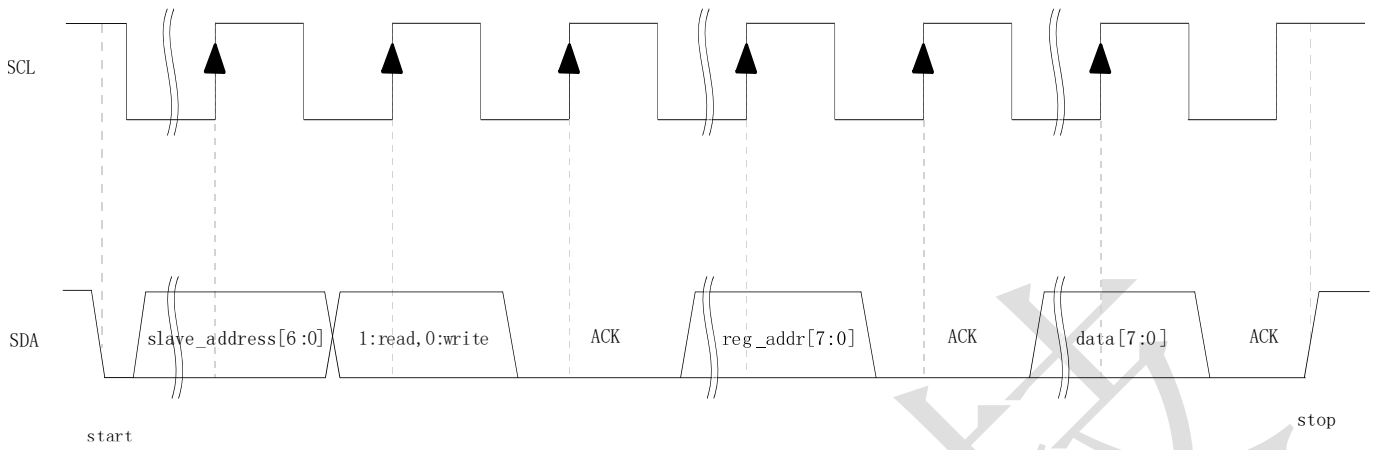 SCL
SDA
slave_address[6:0]
1:read,0:write
ACK
reg_addr[7:0]
ACK
data[7:0]
ACK
start
stop